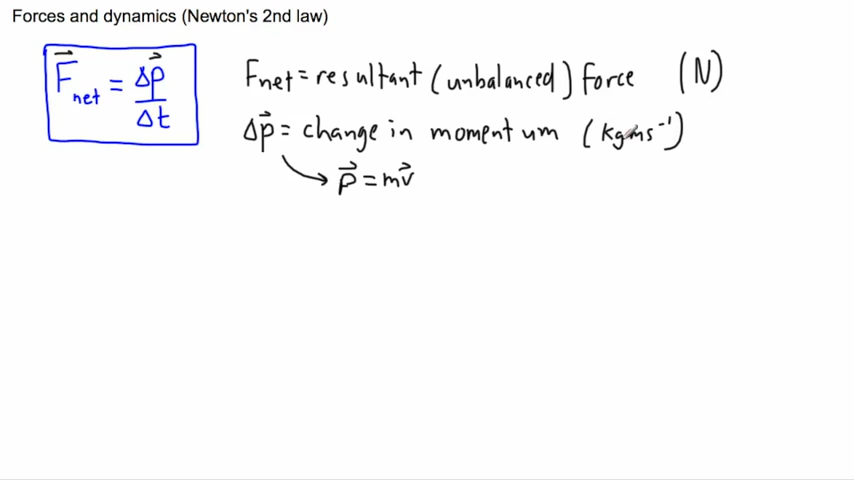 Forces and dynamics (Newton's 2nd law)
F⃗net = Δp⃗/Δt
Fnet = resultant (unbalanced) force (N)
Δp⃗ = change in momentum (kgms⁻¹)
p⃗ = mv⃗